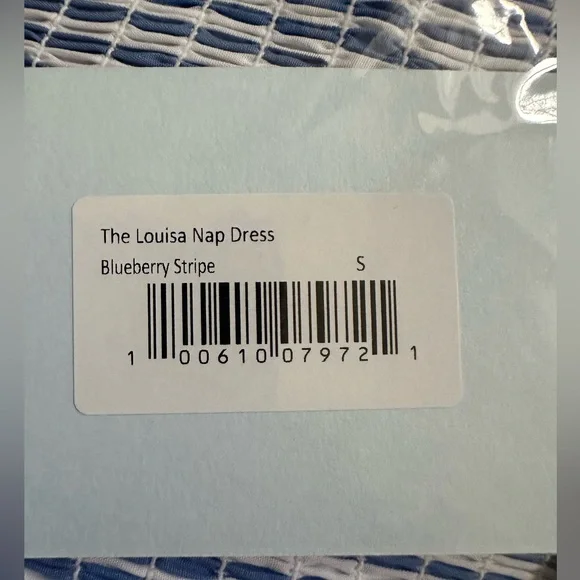 The Louisa Nap Dress
Blueberry Stripe S
1 00610 07972 1